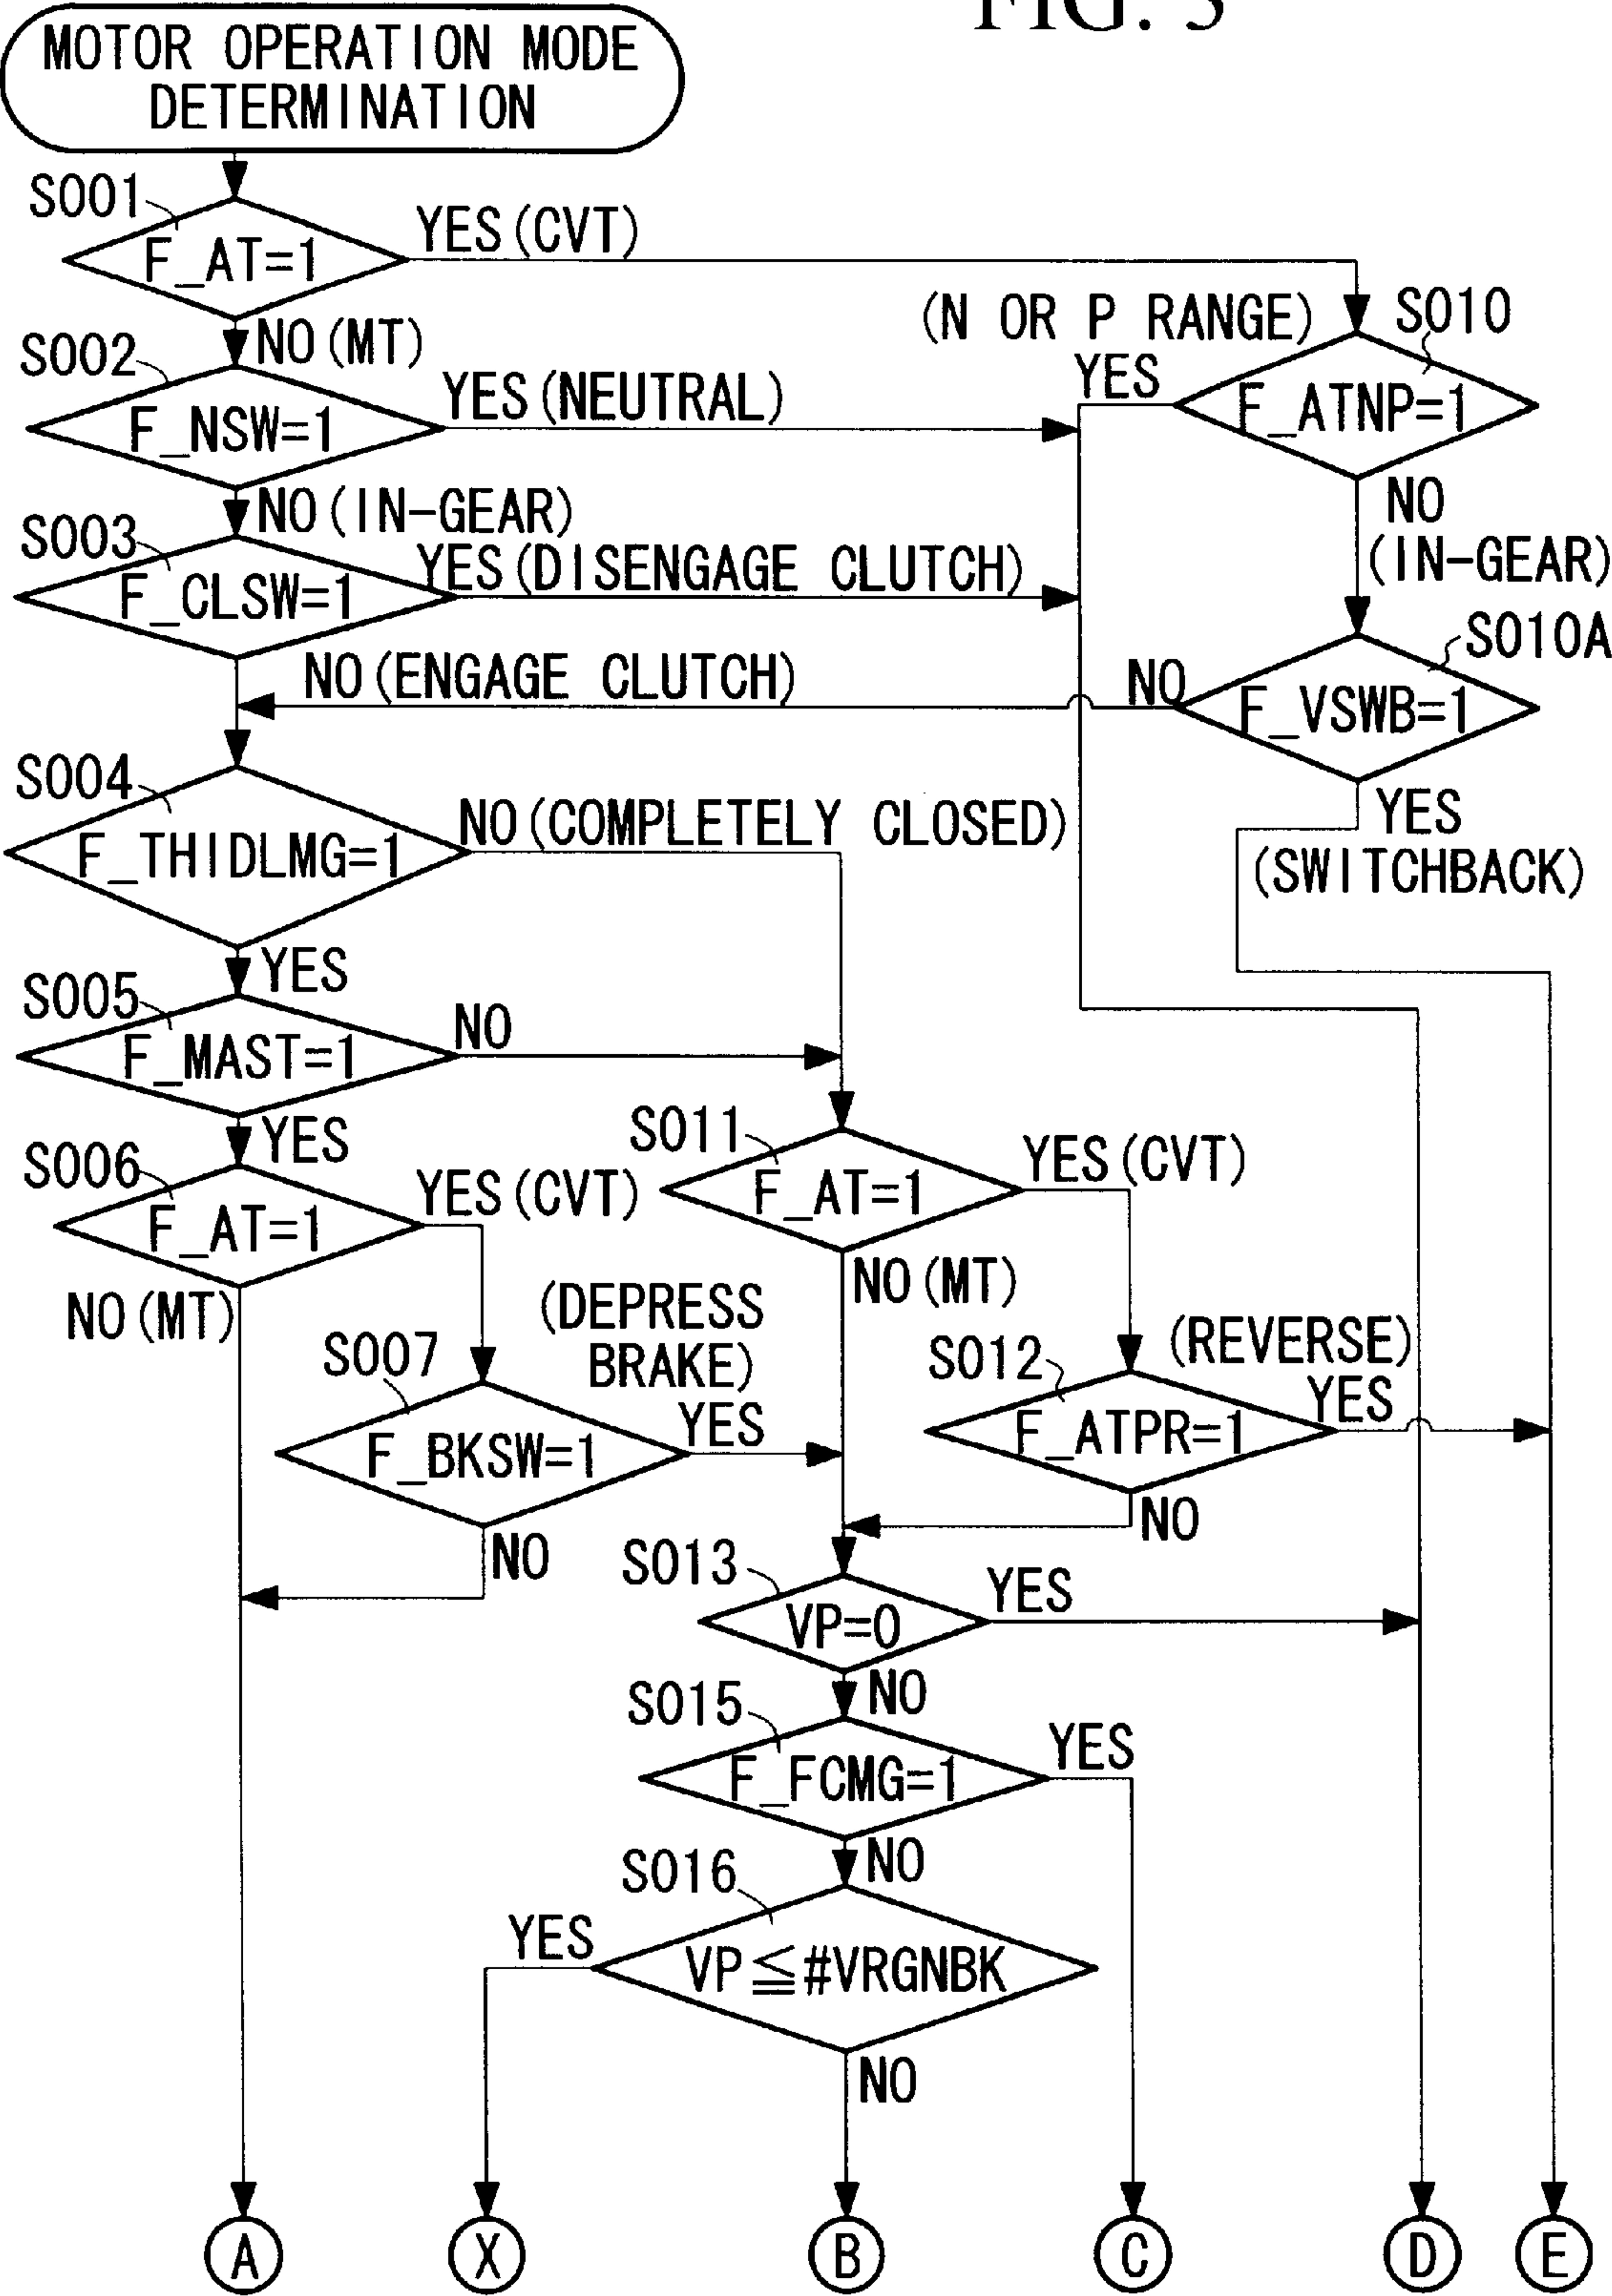 FIG. 3
MOTOR OPERATION MODE
DETERMINATION
S001
F_AT=1
YES(CVT)
NO(MT)
(N OR P RANGE)
S010
YES
F_ATNP=1
S002
F_NSW=1
YES(NEUTRAL)
NO(IN-GEAR)
NO
(IN-GEAR)
S003
F_CLSW=1
YES(DISENGAGE CLUTCH)
NO(ENGAGE CLUTCH)
S010A
NO
F_VSWB=1
YES
(SWITCHBACK)
S004
F_THIDLMG=1
NO(COMPLETELY CLOSED)
YES
S005
F_MAST=1
NO
YES
S006
F_AT=1
YES(CVT)
NO(MT)
S011
F_AT=1
YES(CVT)
NO(MT)
S007
F_BKSW=1
(DEPRESS
BRAKE)
YES
NO
S012
(REVERSE)
F_ATPR=1
YES
NO
S013
VP=0
YES
NO
S015
F_FCMG=1
YES
NO
S016
VP≦#VRGNBK
YES
NO
A
X
B
C
D
E